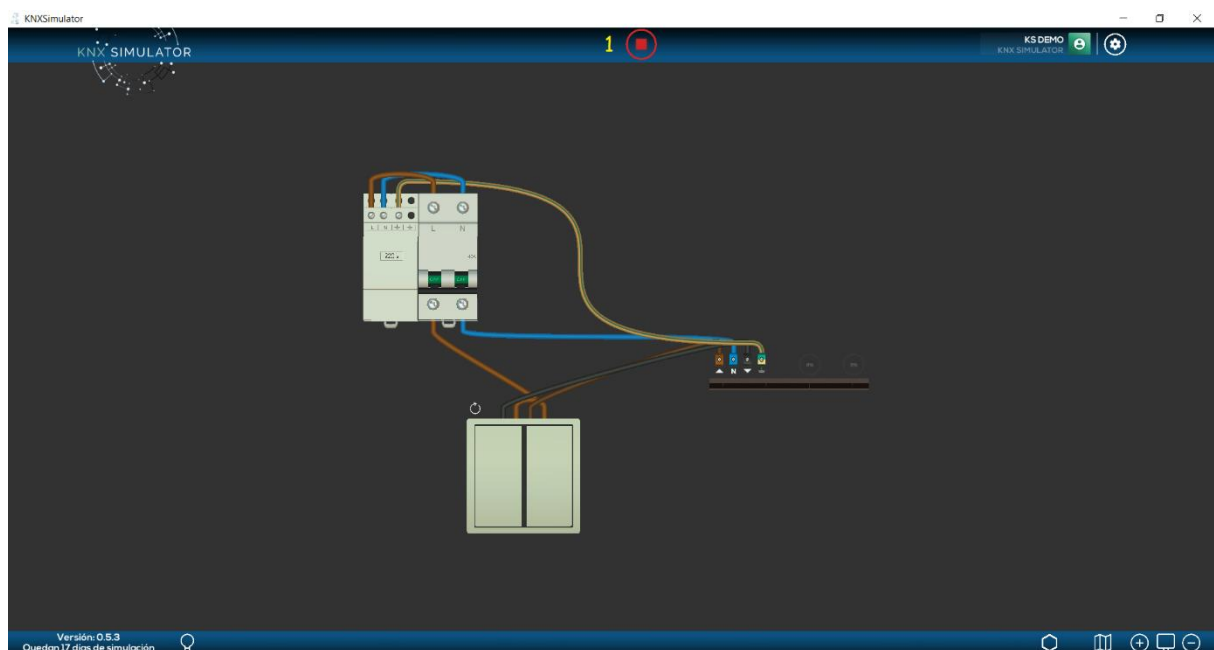 KNXSimulator
KNX SIMULATOR
1
KS DEMO
KNX SIMULATOR
L N
L N
N
Versión: 0.5.3
Quedan 17 días de simulación